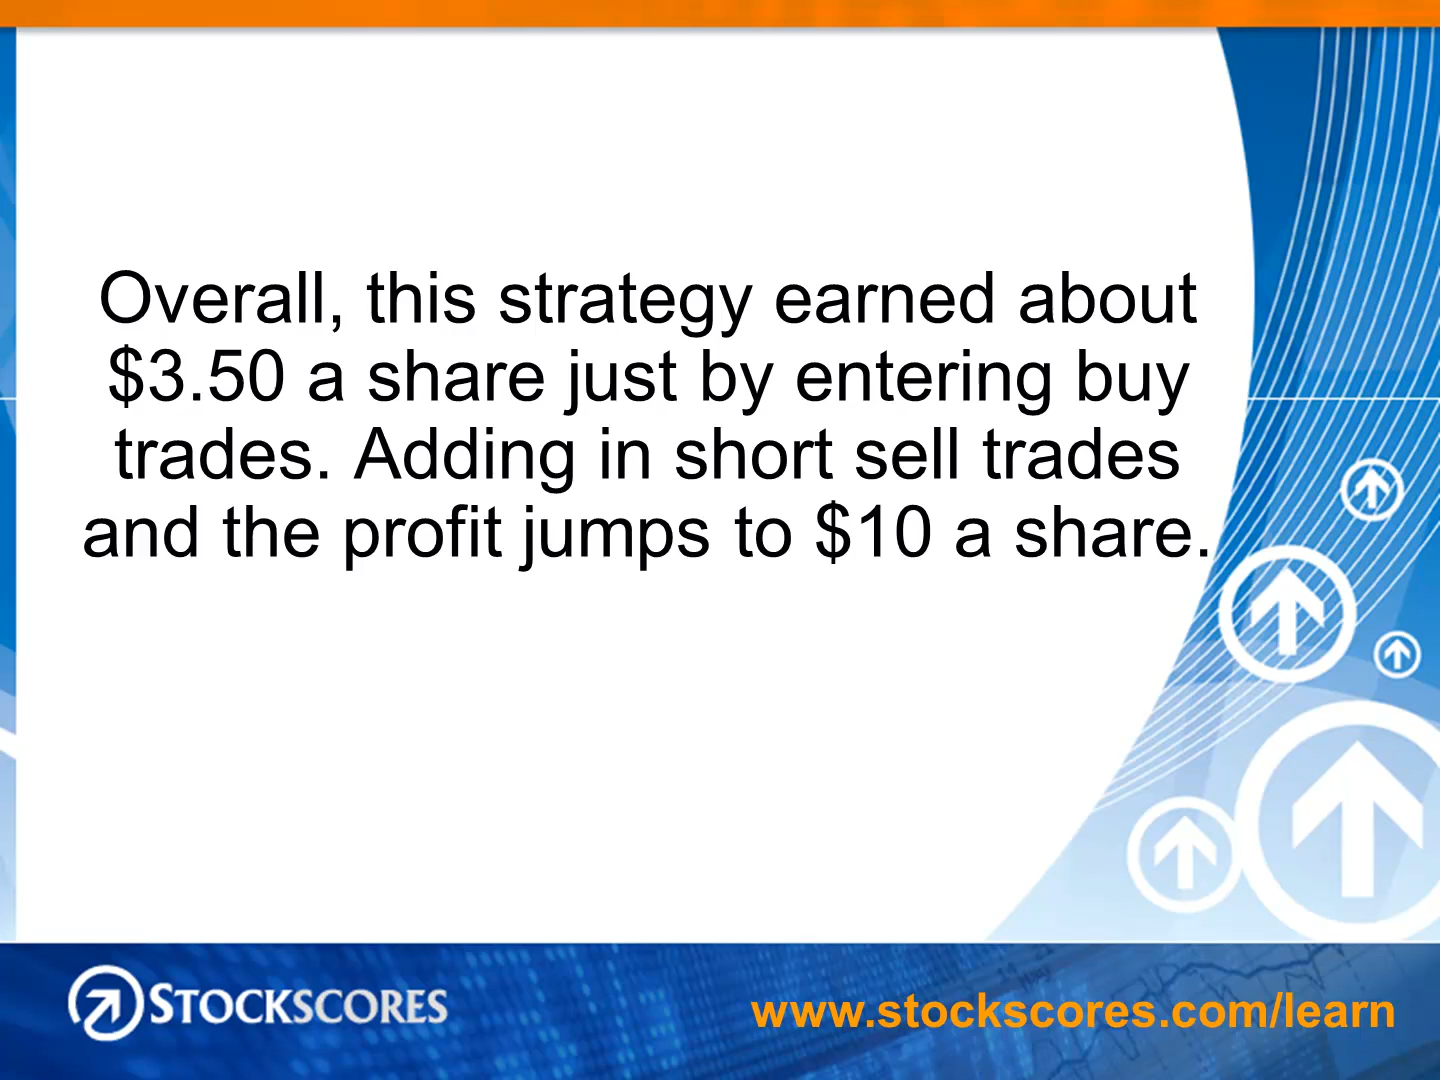 Overall, this strategy earned about
$3.50 a share just by entering buy
trades. Adding in short sell trades
and the profit jumps to $10 a share.
STOCKSCORES
www.stockscores.com/learn